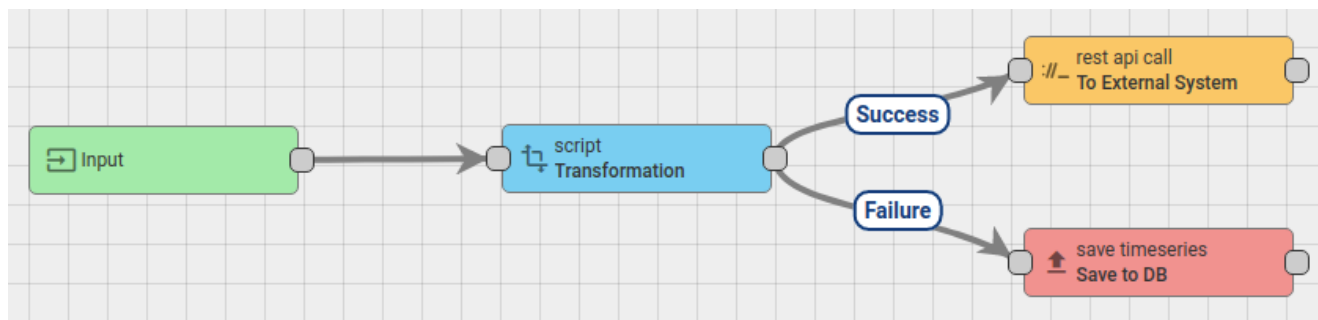 Input
script
Transformation
Success
Failure
rest api call
://_ To External System
save timeseries
Save to DB